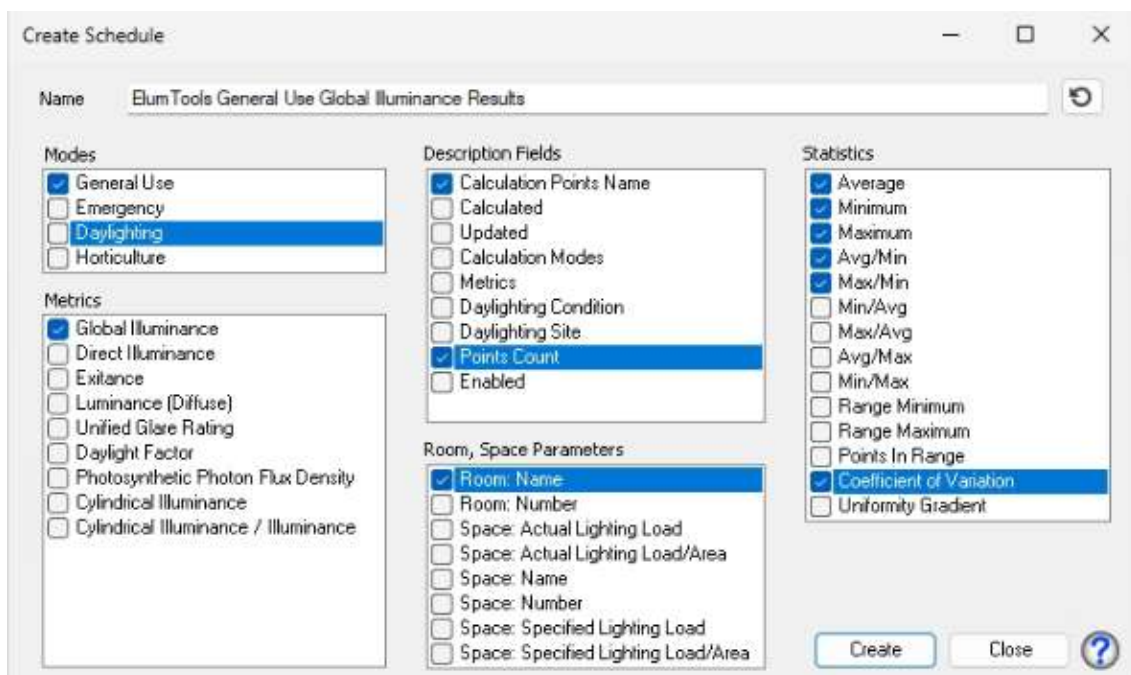 Create Schedule
Name ElumTools General Use Global Illuminance Results
Modes
General Use
Emergency
Daylighting
Horticulture
Metrics
Global Illuminance
Direct Illuminance
Exitance
Luminance (Diffuse)
Unified Glare Rating
Daylight Factor
Photosynthetic Photon Flux Density
Cylindrical Illuminance
Cylindrical Illuminance / Illuminance
Description Fields
Calculation Points Name
Calculated
Updated
Calculation Modes
Metrics
Daylighting Condition
Daylighting Site
Points Count
Enabled
Room, Space Parameters
Room: Name
Room: Number
Space: Actual Lighting Load
Space: Actual Lighting Load/Area
Space: Name
Space: Number
Space: Specified Lighting Load
Space: Specified Lighting Load/Area
Statistics
Average
Minimum
Maximum
Avg/Min
Max/Min
Min/Avg
Max/Avg
Avg/Max
Min/Max
Range Minimum
Range Maximum
Points In Range
Coefficient of Variation
Uniformity Gradient
Create Close ?